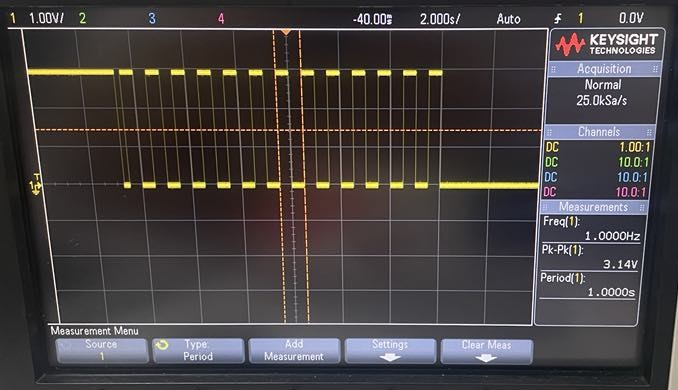 1 1.00V/ 2 3 4 -40.00ms 2.000s/ Auto 1 0.0V
KEYSIGHT
TECHNOLOGIES
Acquisition
Normal
25.0kSa/s
Channels
DC 1.00:1
DC 10.0:1
DC 10.0:1
DC 10.0:1
Measurements
Freq(1):
1.0000Hz
Pk-Pk(1):
3.14V
Period(1):
1.0000s
T
1
Measurement Menu
Source
1
Type:
Period
Add
Measurement
Settings
Clear Meas